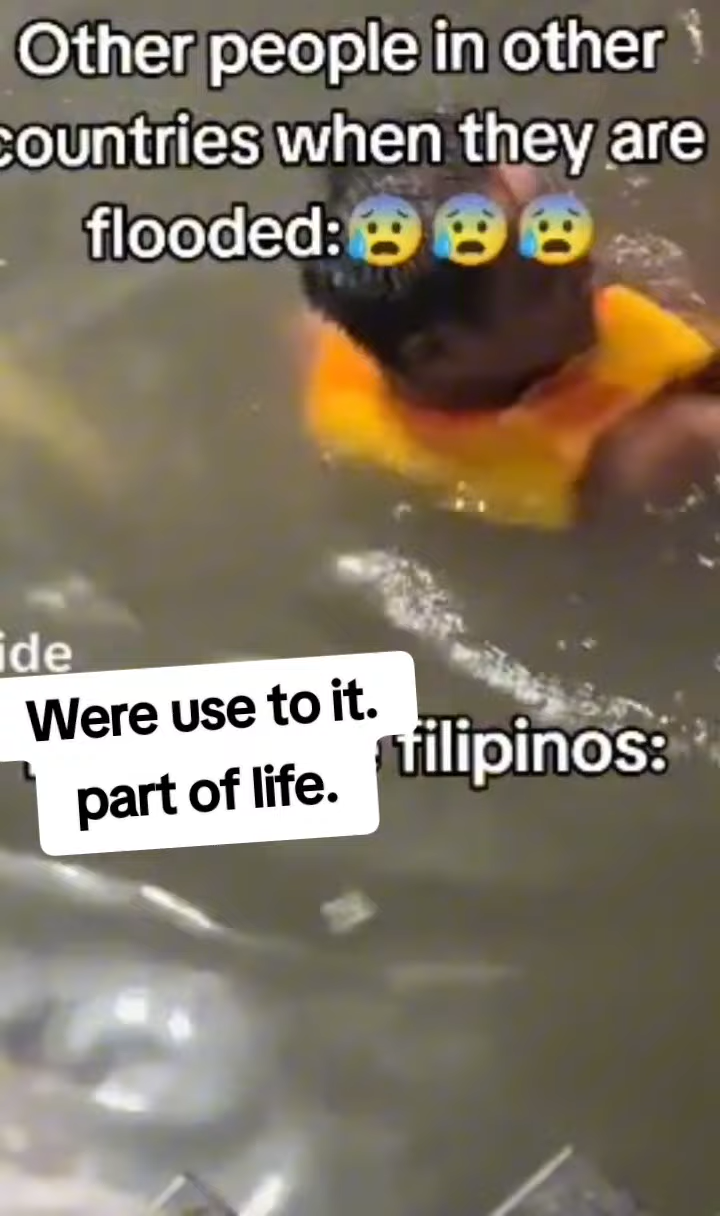 Other people in other
countries when they are
flooded:😰😰😰
ide
Were use to it.
part of life.
filipinos: